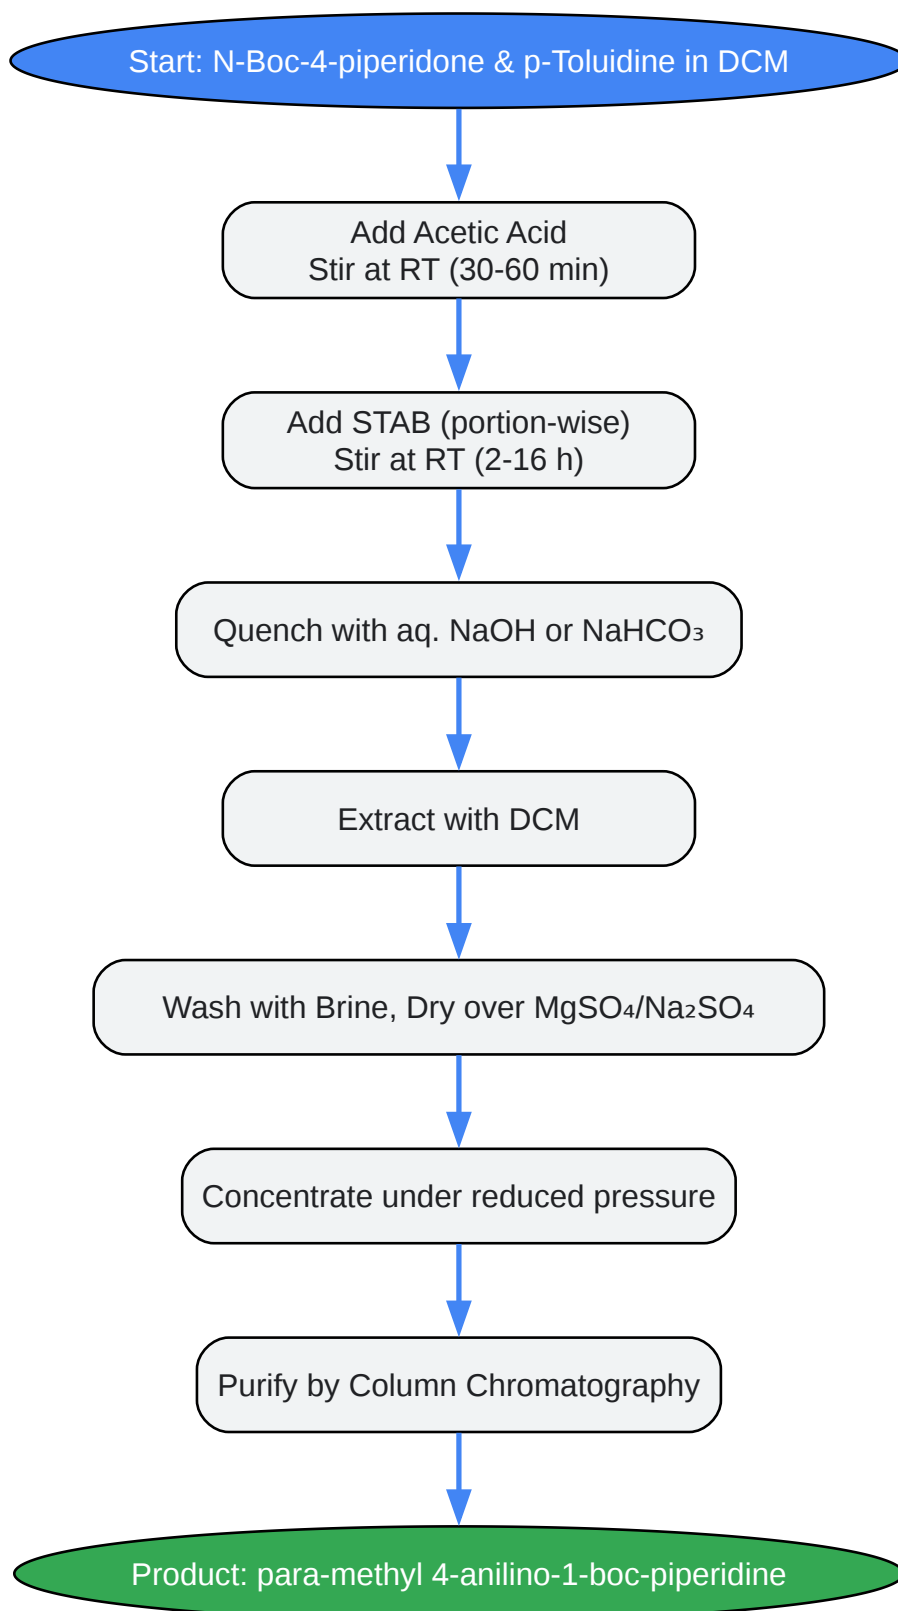 Start: N-Boc-4-piperidone & p-Toluidine in DCM
Add Acetic Acid
Stir at RT (30-60 min)
Add STAB (portion-wise)
Stir at RT (2-16 h)
Quench with aq. NaOH or NaHCO₃
Extract with DCM
Wash with Brine, Dry over MgSO₄/Na₂SO₄
Concentrate under reduced pressure
Purify by Column Chromatography
Product: para-methyl 4-anilino-1-boc-piperidine